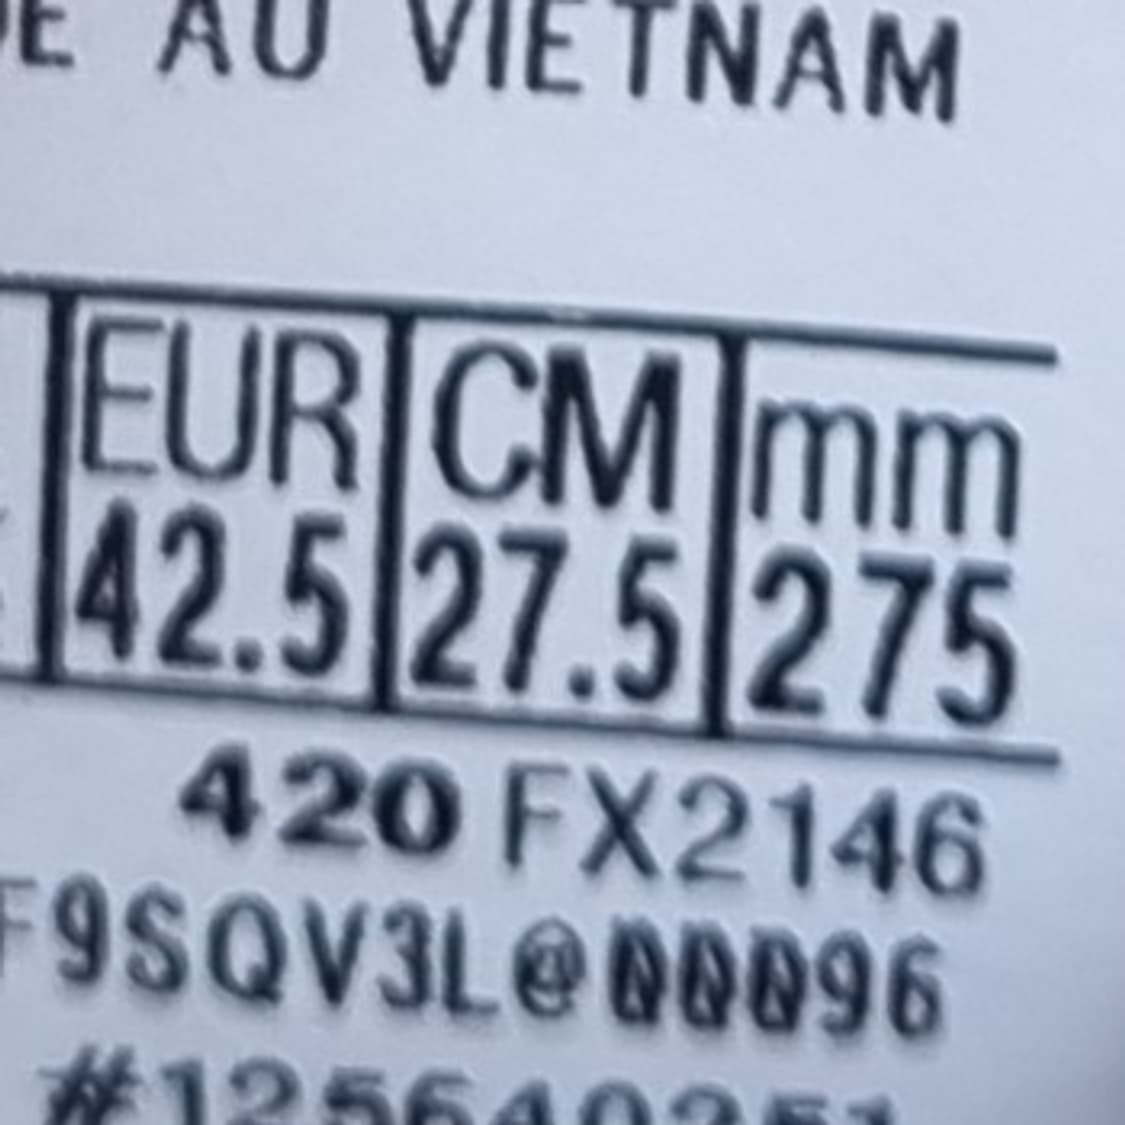 AU VIETNAM
EUR CM mm
42.5 27.5 275
420 FX2146
F9SQV3L@00096